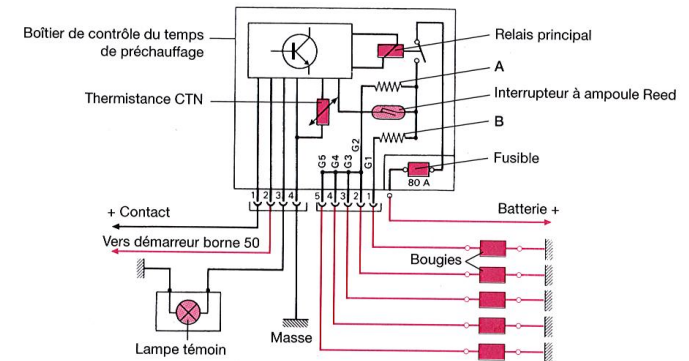 Boîtier de contrôle du temps
de préchauffage
Relais principal
A
Thermistance CTN
Interrupteur à ampoule Reed
B
G5
G4
G3
G2
G1
Fusible
80 A
1 2 3 4
5 4 3 2 1
+ Contact
Batterie +
Vers démarreur borne 50
Bougies
Masse
Lampe témoin